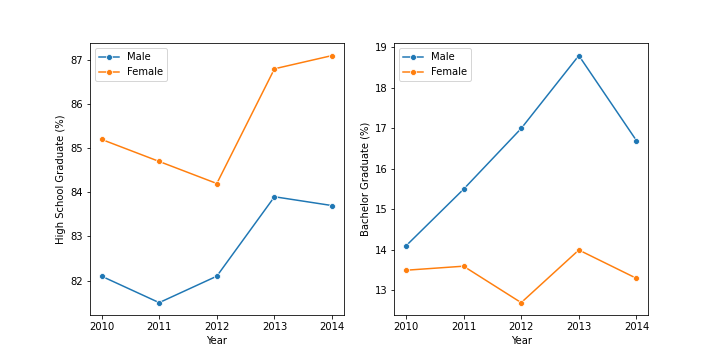 Male
Female
87
86
85
84
83
82
High School Graduate (%)
2010 2011 2012 2013 2014
Year
Male
Female
19
18
17
16
15
14
13
Bachelor Graduate (%)
2010 2011 2012 2013 2014
Year